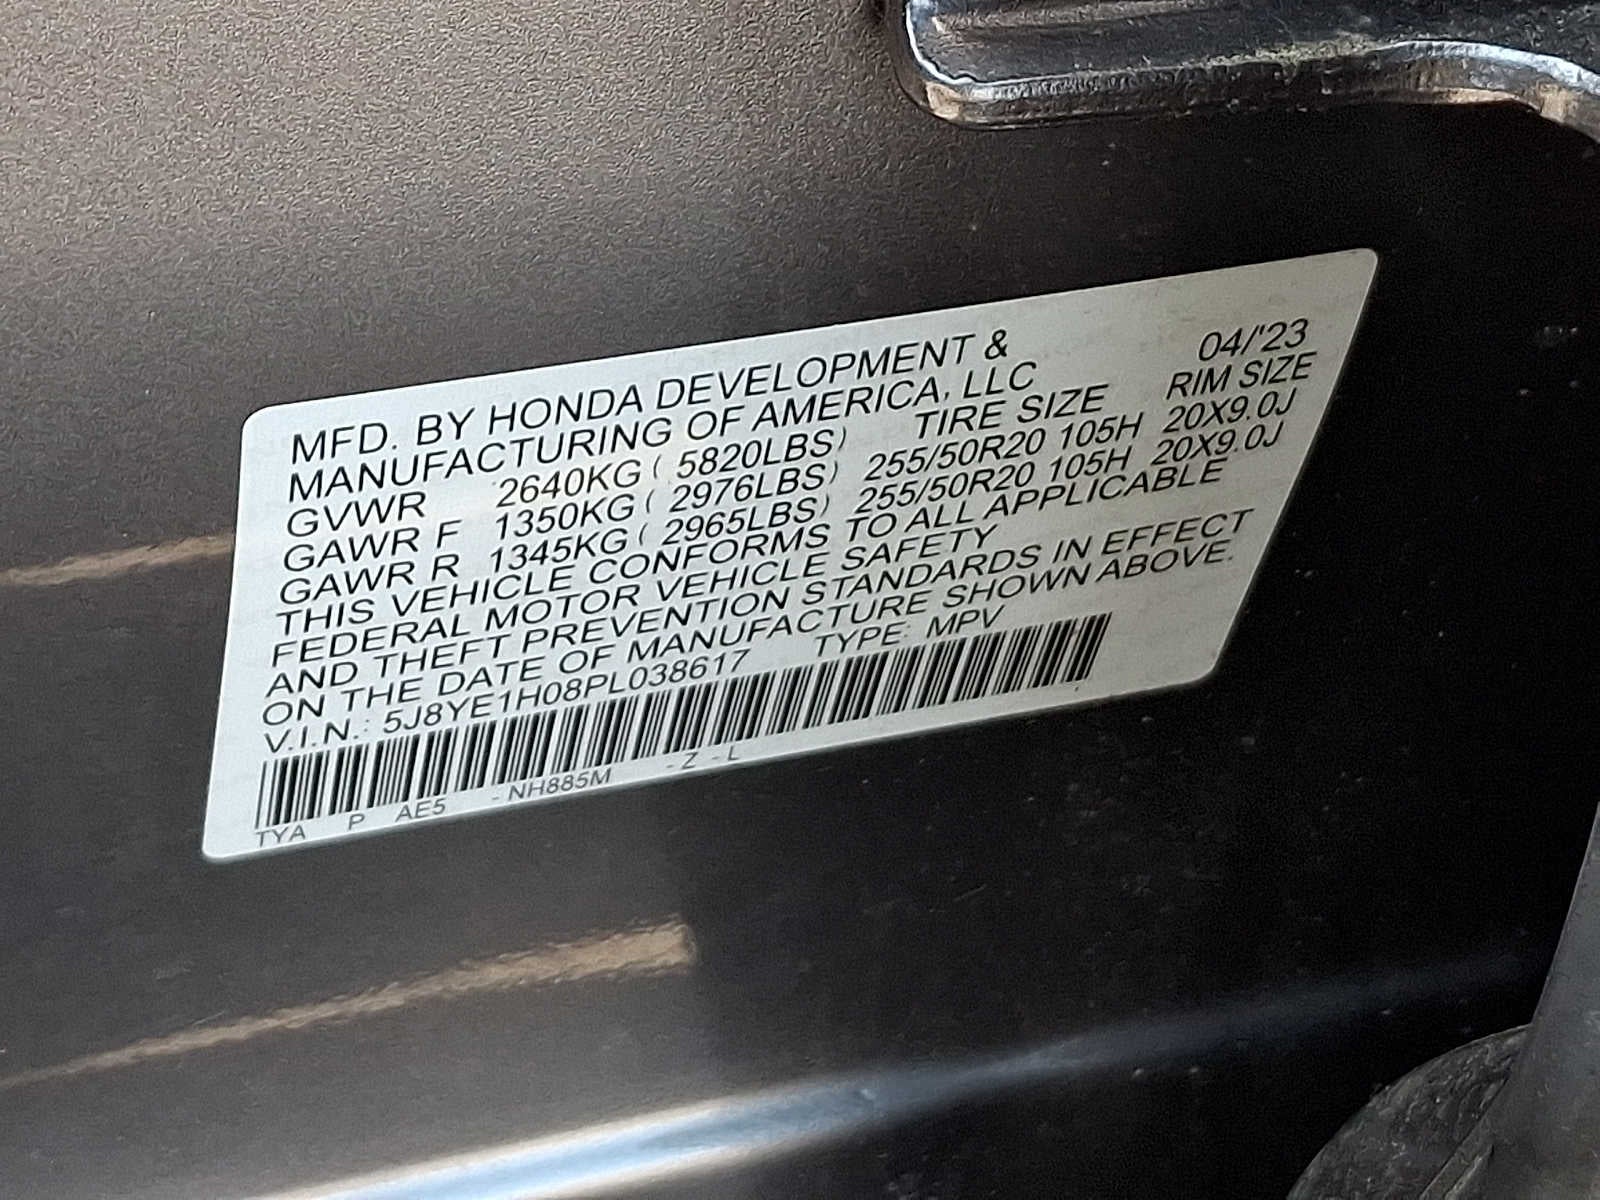 MFD. BY HONDA DEVELOPMENT & 04/'23
MANUFACTURING OF AMERICA, LLC RIM SIZE
GVWR 2640KG ( 5820LBS) TIRE SIZE
GAWR F 1350KG ( 2976LBS) 255/50R20 105H 20X9.0J
GAWR R 1345KG ( 2965LBS) 255/50R20 105H 20X9.0J
THIS VEHICLE CONFORMS TO ALL APPLICABLE
FEDERAL MOTOR VEHICLE SAFETY
AND THEFT PREVENTION STANDARDS IN EFFECT
ON THE DATE OF MANUFACTURE SHOWN ABOVE.
V.I.N.: 5J8YE1H08PL038617 TYPE: MPV
TYA P AE5 - NH885M - Z - L